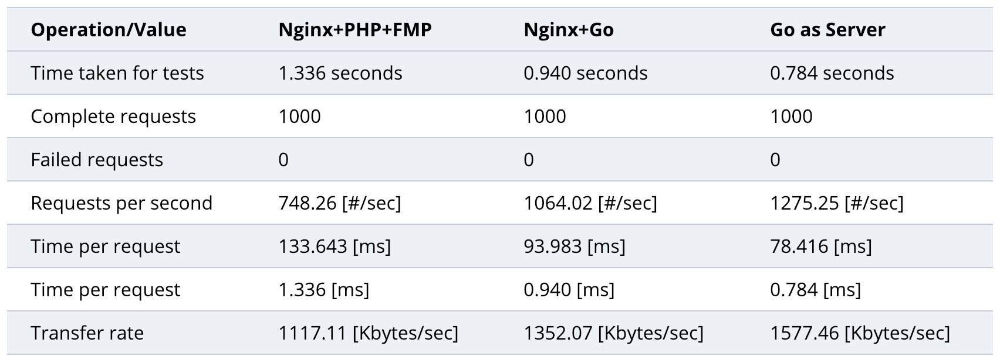 Operation/Value Nginx+PHP+FMP Nginx+Go Go as Server
Time taken for tests 1.336 seconds 0.940 seconds 0.784 seconds
Complete requests 1000 1000 1000
Failed requests 0 0 0
Requests per second 748.26 [#/sec] 1064.02 [#/sec] 1275.25 [#/sec]
Time per request 133.643 [ms] 93.983 [ms] 78.416 [ms]
Time per request 1.336 [ms] 0.940 [ms] 0.784 [ms]
Transfer rate 1117.11 [Kbytes/sec] 1352.07 [Kbytes/sec] 1577.46 [Kbytes/sec]